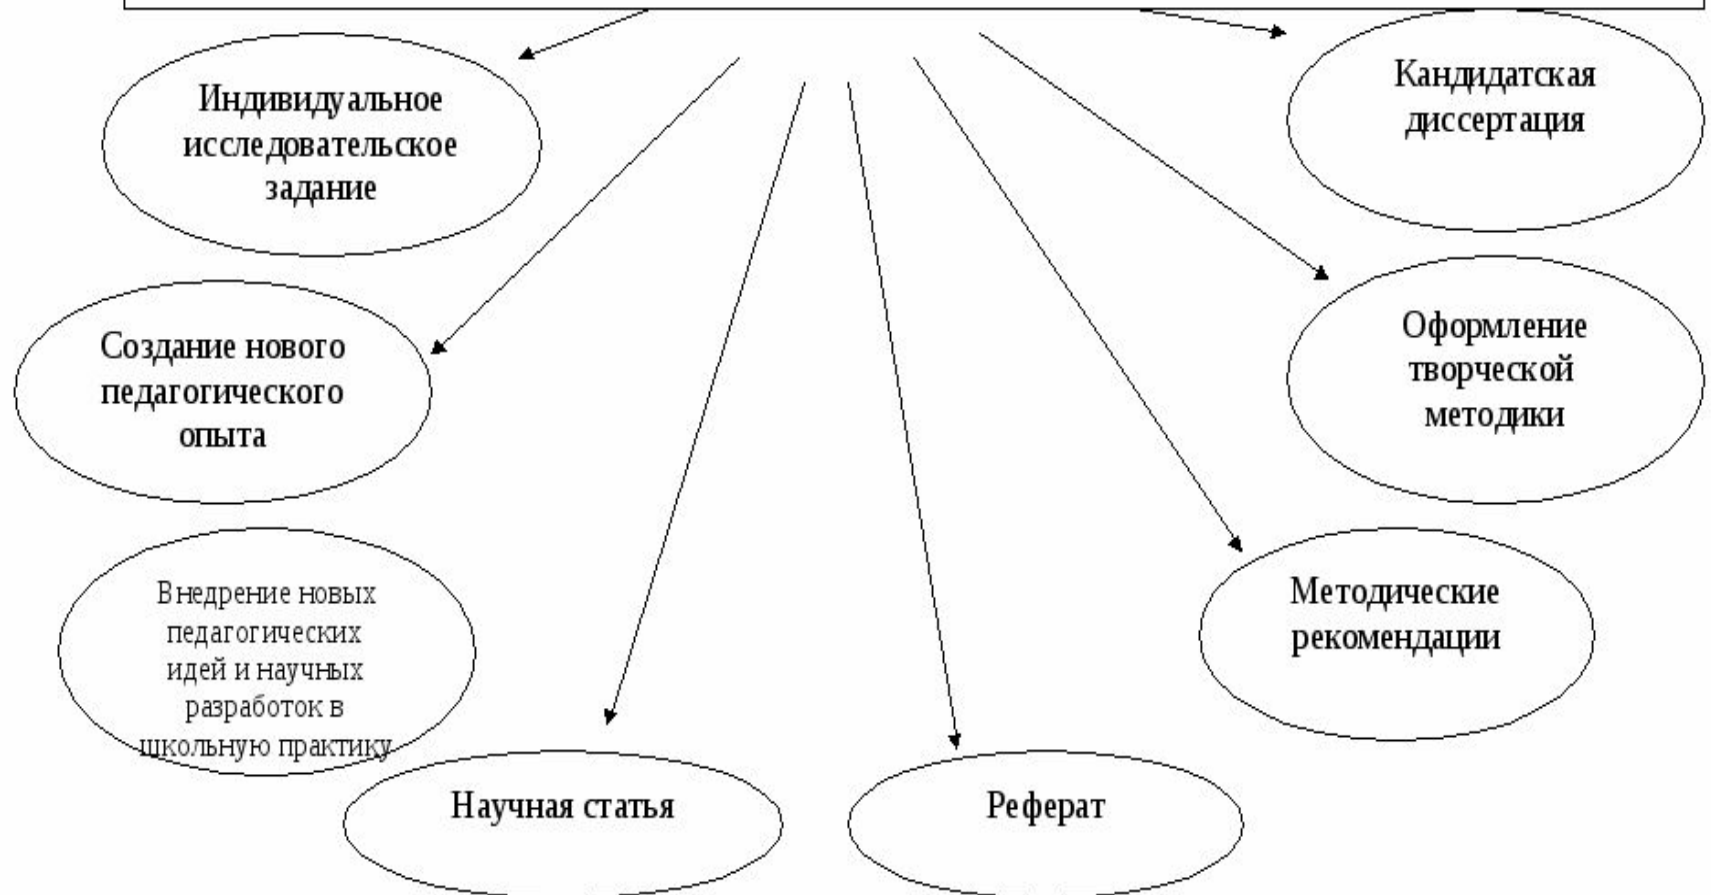 Индивидуальное
исследовательское
задание
Кандидатская
диссертация
Создание нового
педагогического
опыта
Оформление
творческой
методики
Внедрение новых
педагогических
идей и научных
разработок в
школьную практику
Методические
рекомендации
Научная статья
Реферат